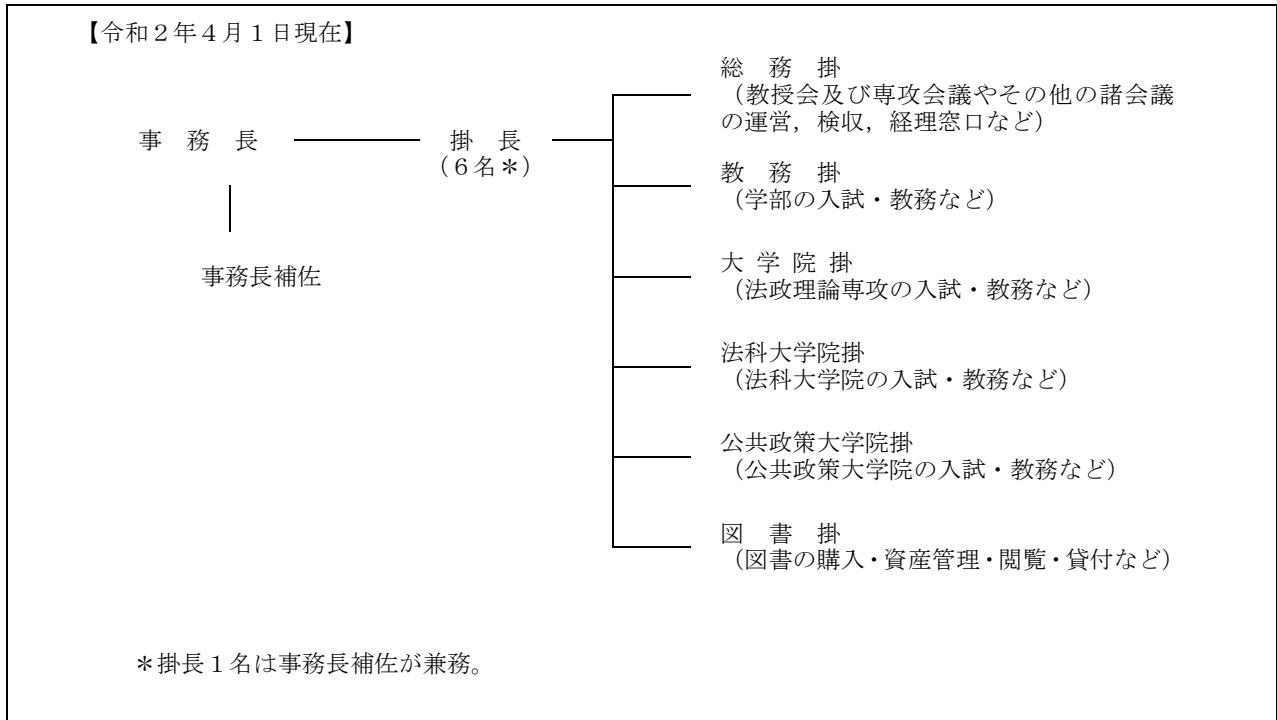 【令和２年４月１日現在】
総　務　掛
（教授会及び専攻会議やその他の諸会議
の運営，検収，経理窓口など）
事　務　長
掛　長
（６名＊）
教　務　掛
（学部の入試・教務など）
事務長補佐
大 学 院 掛
（法政理論専攻の入試・教務など）
法科大学院掛
（法科大学院の入試・教務など）
公共政策大学院掛
（公共政策大学院の入試・教務など）
図　書　掛
（図書の購入・資産管理・閲覧・貸付など）
＊掛長１名は事務長補佐が兼務。